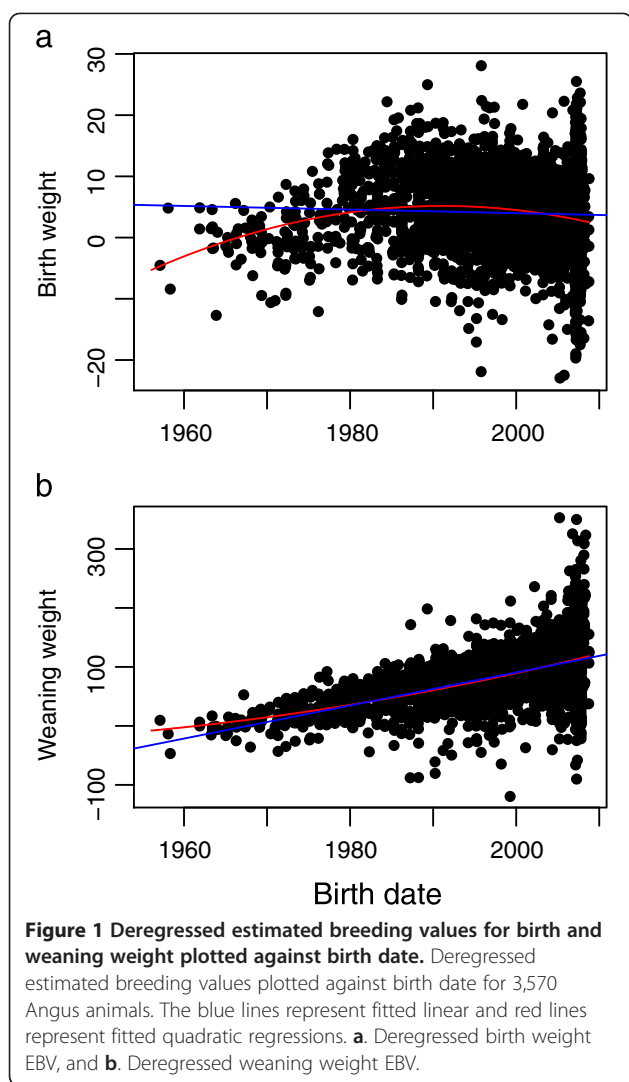 a
30
20
10
0
−20
Birth weight
1960
1980
2000
b
300
100
−100
Weaning weight
1960
1980
2000
Birth date
Figure 1 Deregressed estimated breeding values for birth and
weaning weight plotted against birth date. Deregressed
estimated breeding values plotted against birth date for 3,570
Angus animals. The blue lines represent fitted linear and red lines
represent fitted quadratic regressions. a. Deregressed birth weight
EBV, and b. Deregressed weaning weight EBV.